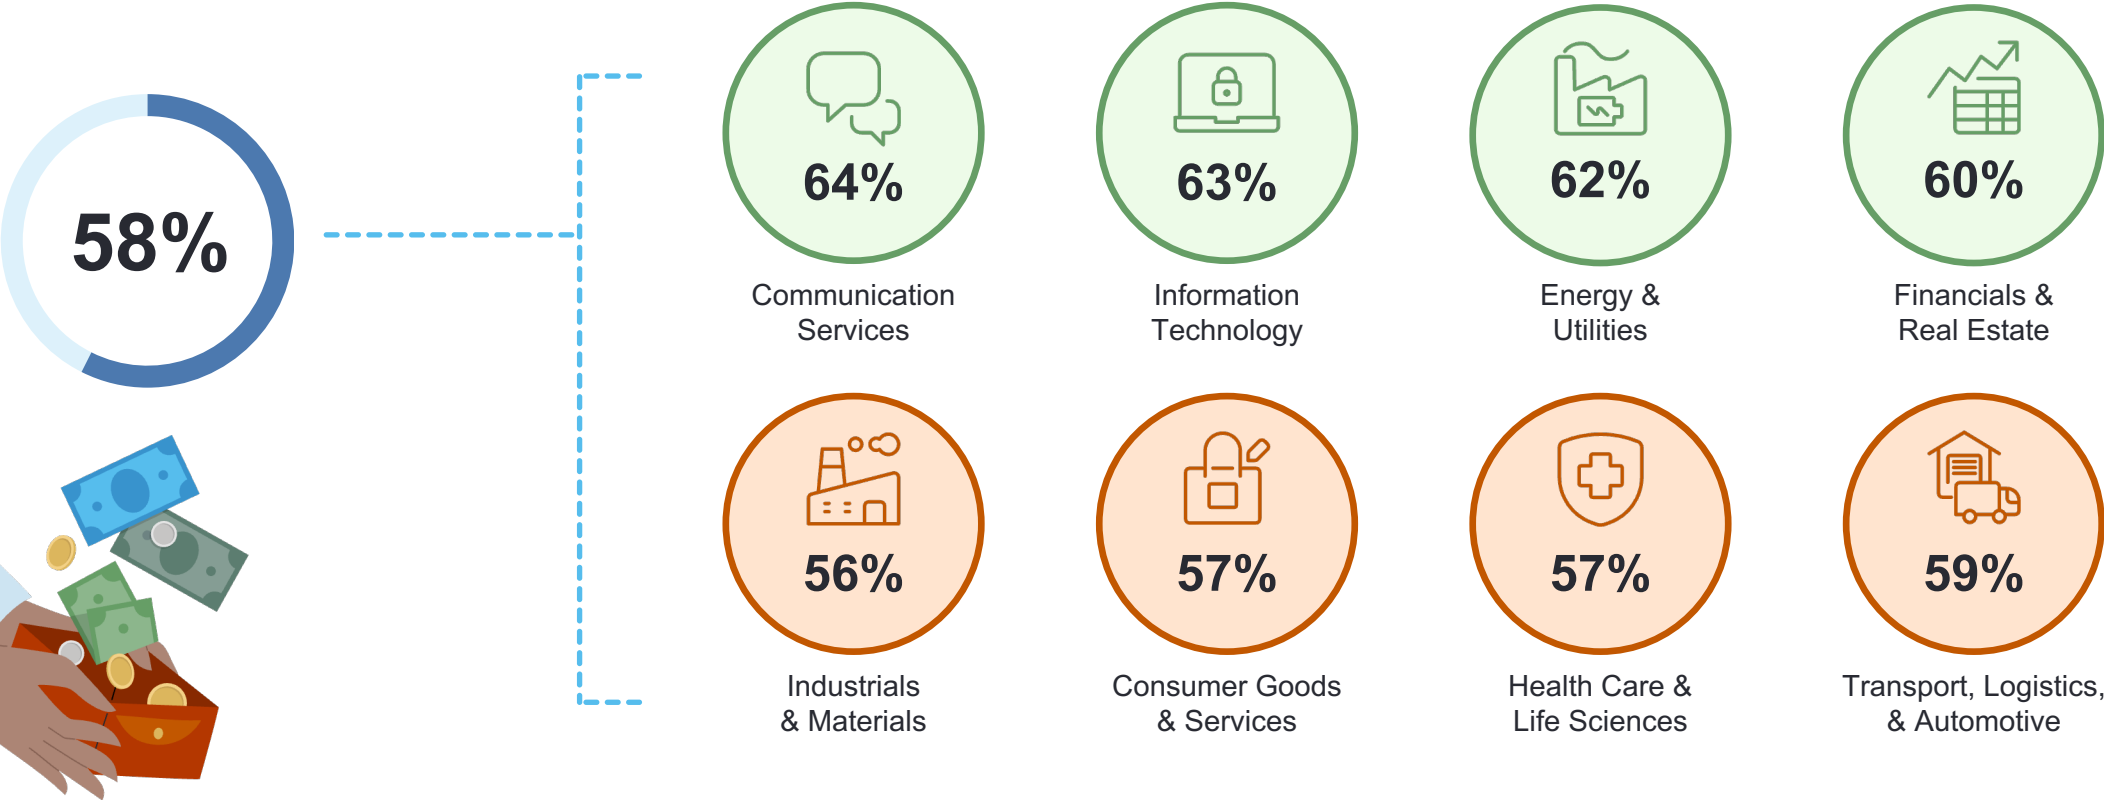 58%
64%
63%
62%
60%
Communication
Services
Information
Technology
Energy &
Utilities
Financials &
Real Estate
56%
57%
57%
59%
Industrials
& Materials
Consumer Goods
& Services
Health Care &
Life Sciences
Transport, Logistics,
& Automotive